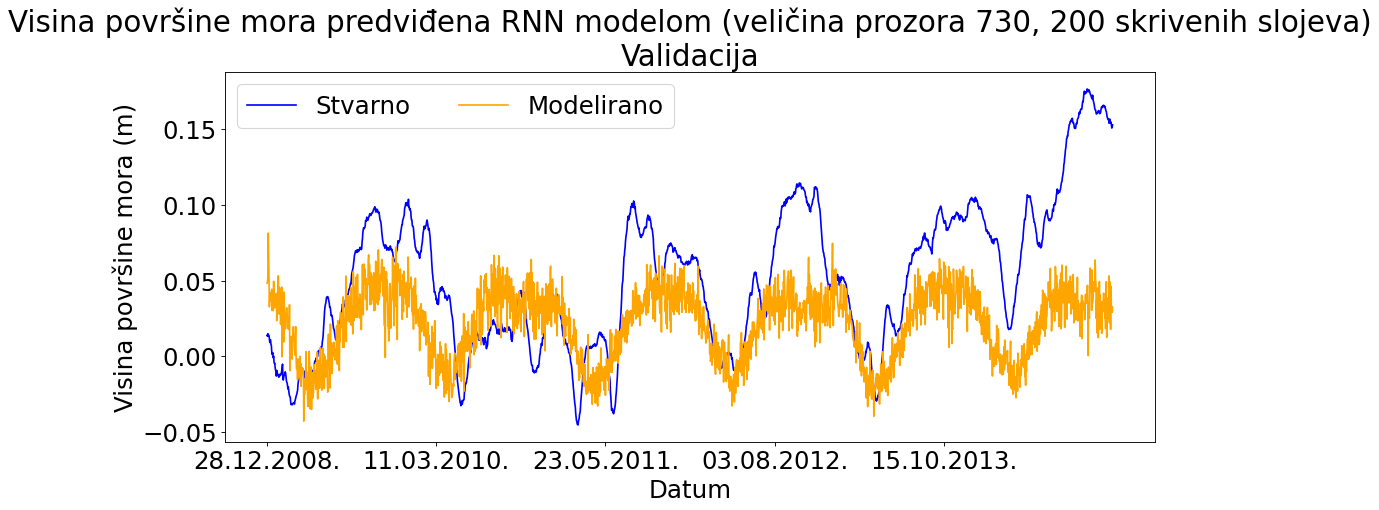 Visina površine mora predviđena RNN modelom (veličina prozora 730, 200 skrivenih slojeva)
Validacija
Stvarno
Modelirano
Visina površine mora (m)
0.15
0.10
0.05
0.00
−0.05
28.12.2008.
11.03.2010.
23.05.2011.
03.08.2012.
15.10.2013.
Datum